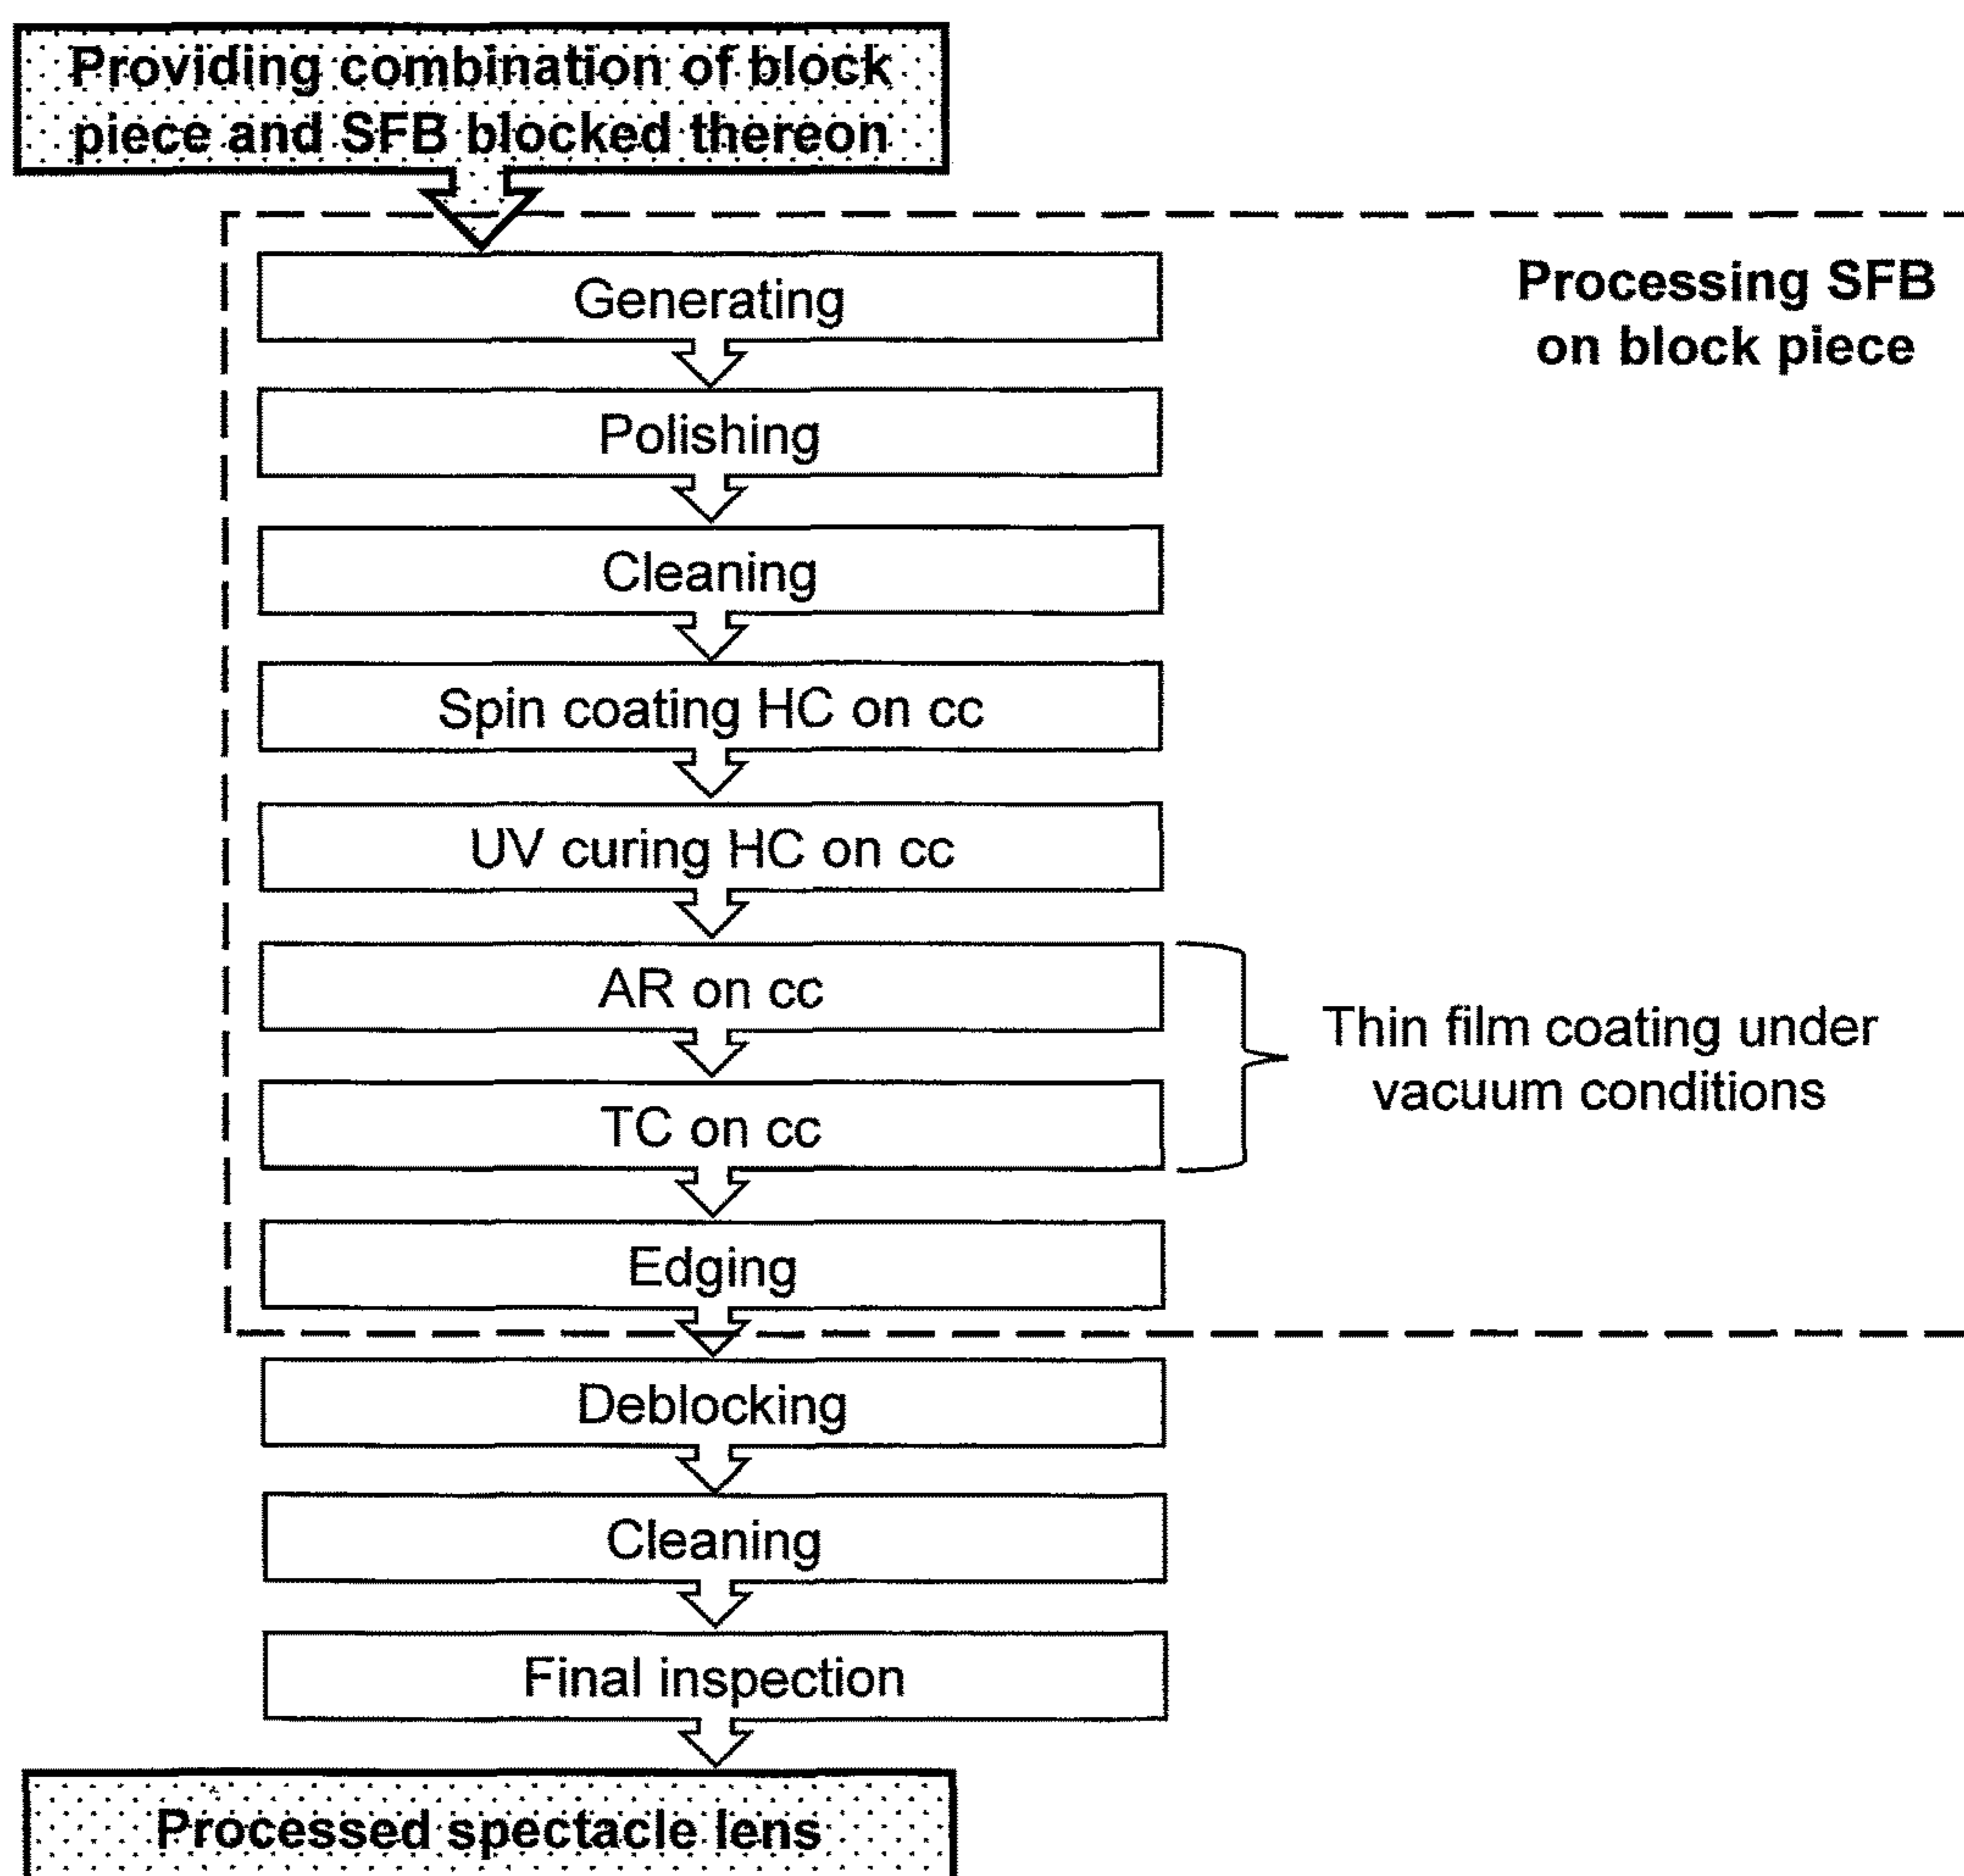 Providing combination of block
piece and SFB blocked thereon
Processing SFB
on block piece
Generating
Polishing
Cleaning
Spin coating HC on cc
UV curing HC on cc
AR on cc
Thin film coating under
vacuum conditions
TC on cc
Edging
Deblocking
Cleaning
Final inspection
Processed spectacle lens